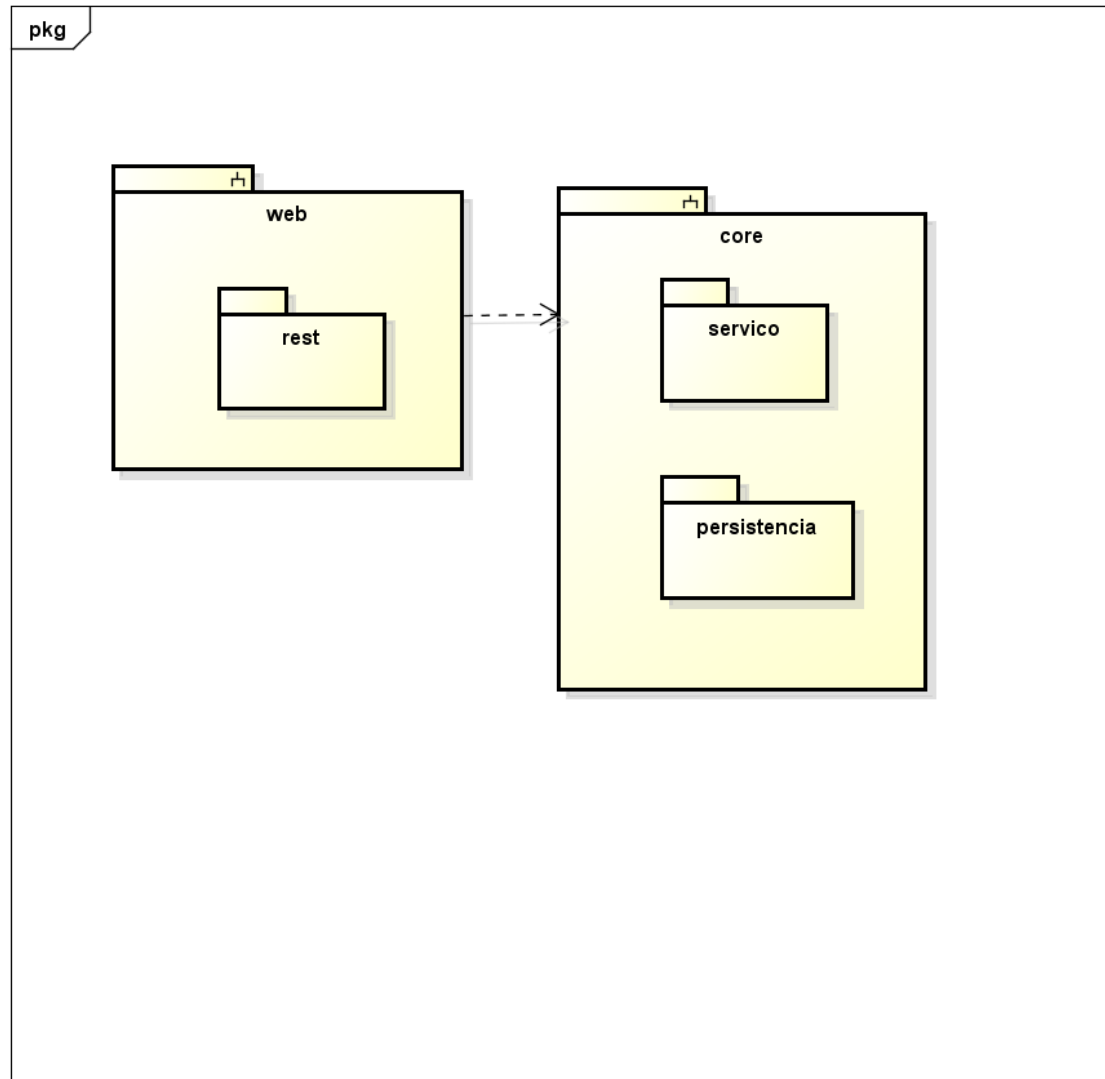 pkg
web
rest
core
servico
persistencia